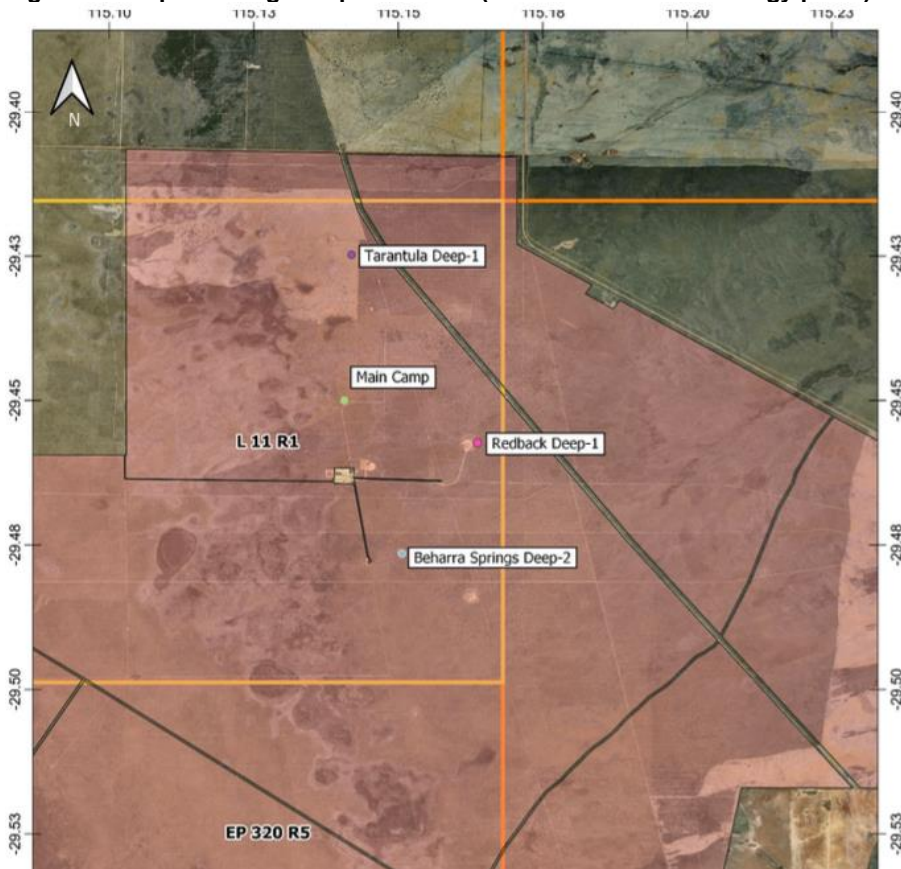 115.10 115.13 115.15 115.18 115.20 115.23
-29.40 -29.40
N
-29.43 -29.43
Tarantula Deep-1
Main Camp
-29.45 -29.45
L 11 R1
Redback Deep-1
-29.48 -29.48
Beharra Springs Deep-2
-29.50 -29.50
EP 320 R5
-29.53 -29.53